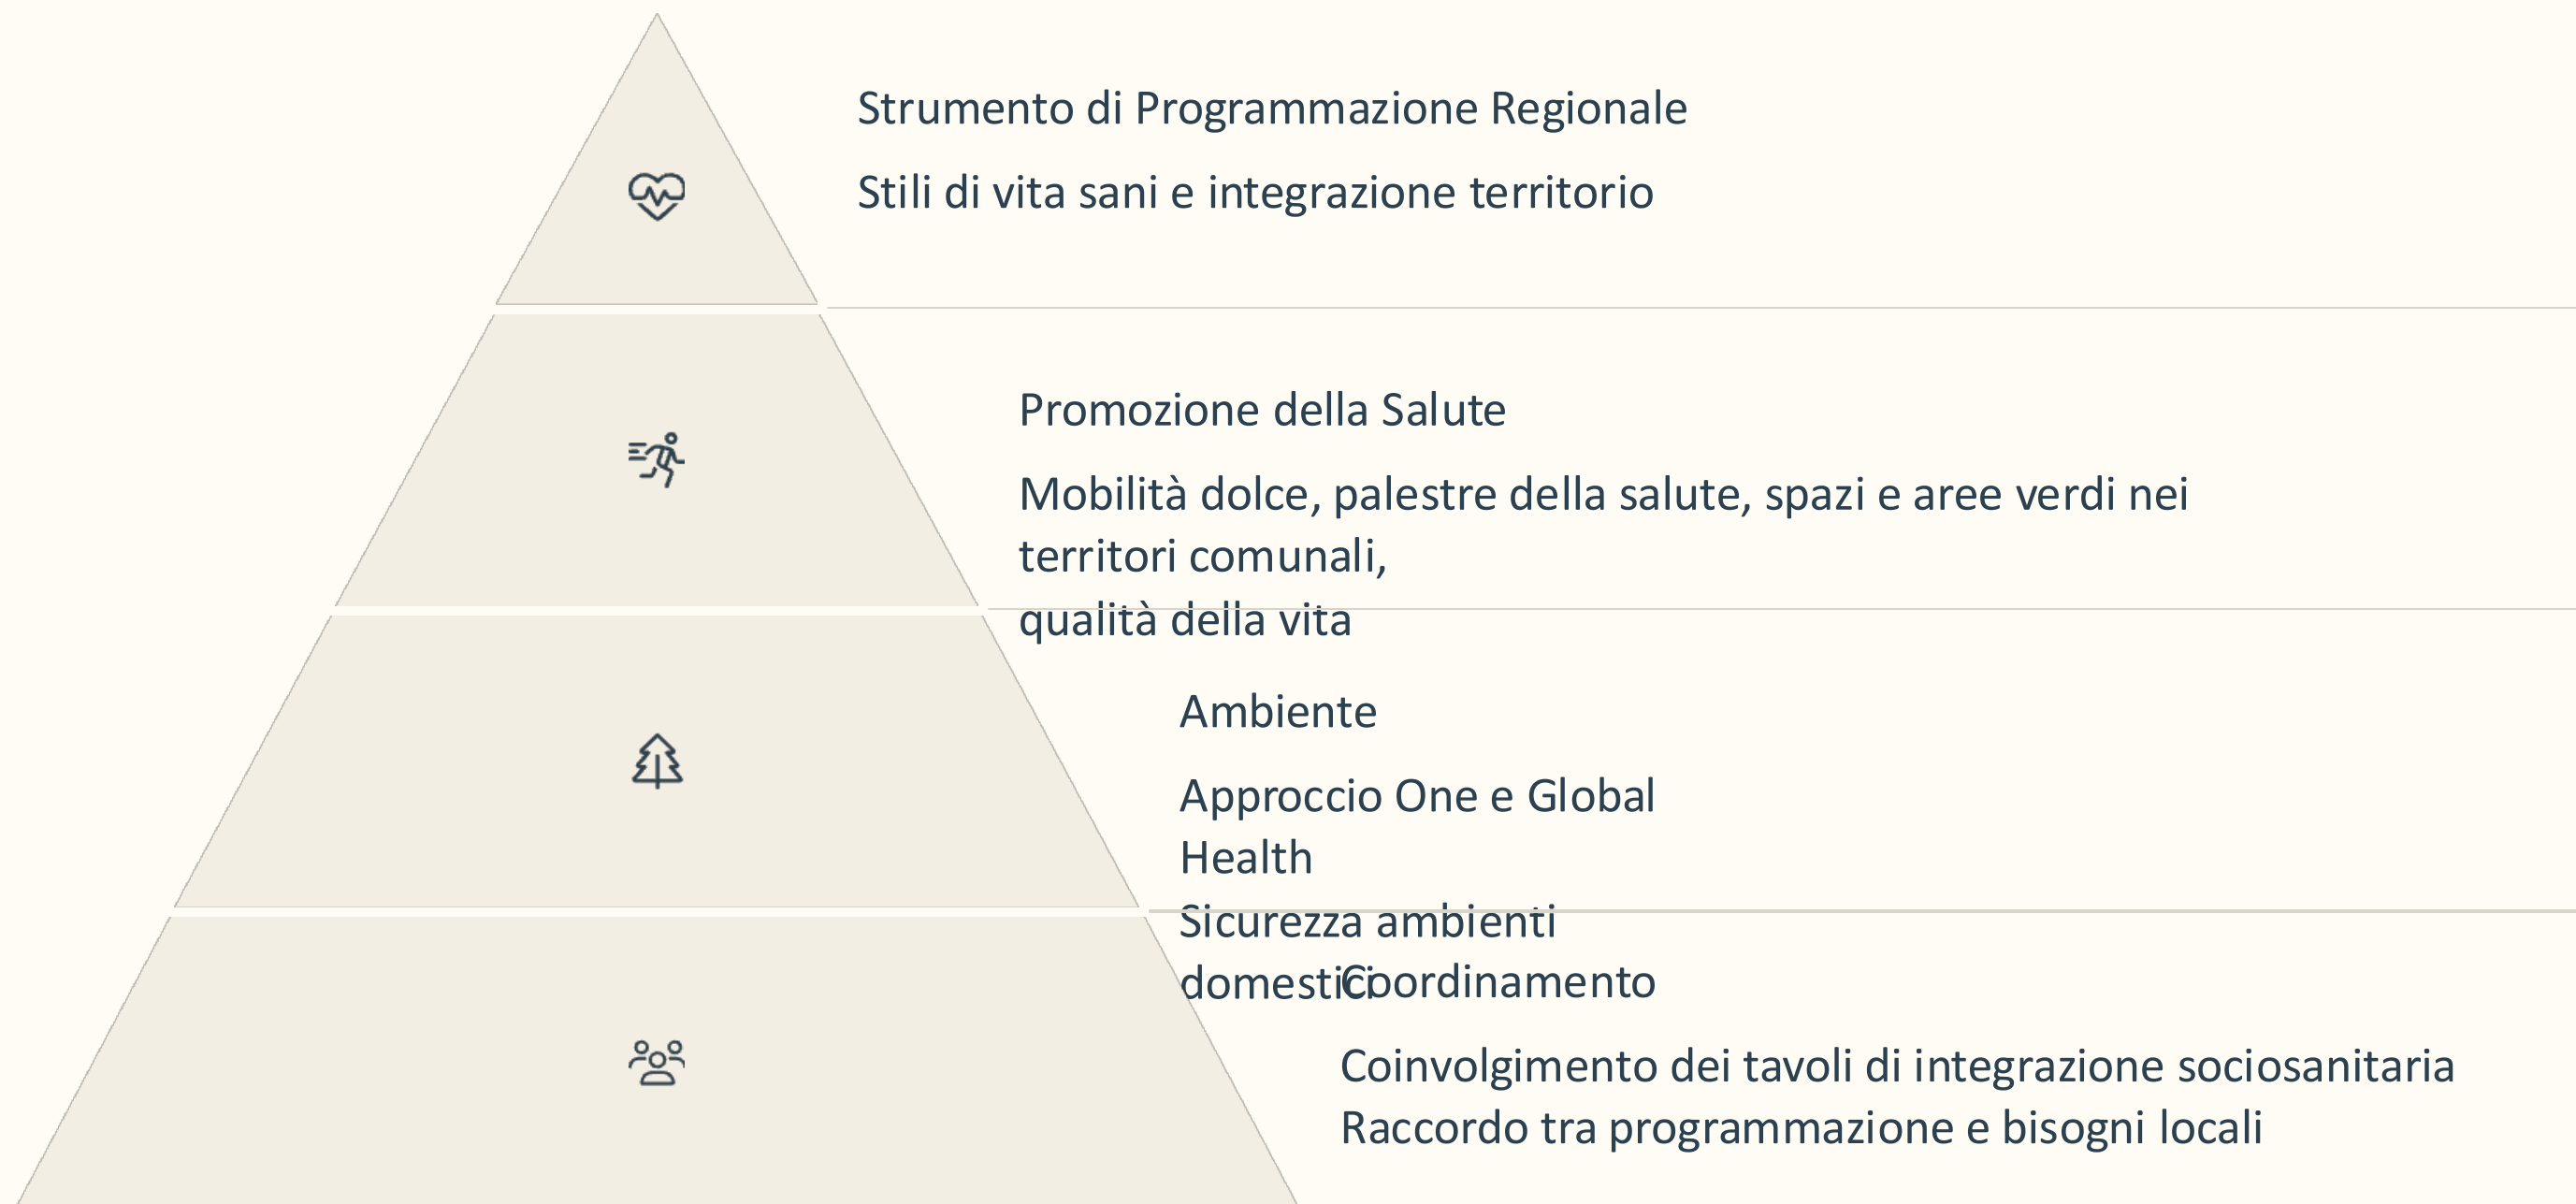 Strumento di Programmazione Regionale
Stili di vita sani e integrazione territorio
Promozione della Salute
Mobilità dolce, palestre della salute, spazi e aree verdi nei
territori comunali,
qualità della vita
Ambiente
Approccio One e Global
Health
Sicurezza ambienti
domestici
Coordinamento
Coinvolgimento dei tavoli di integrazione sociosanitaria
Raccordo tra programmazione e bisogni locali